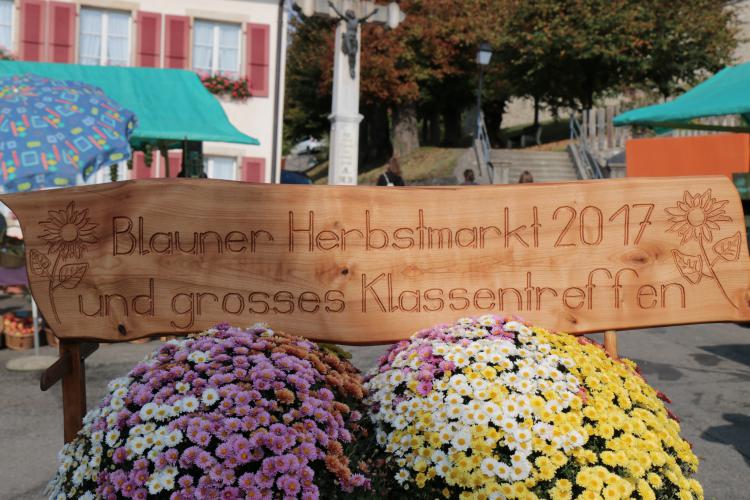 Blauner Herbstmarkt 2017
und grosses Klassentreffen